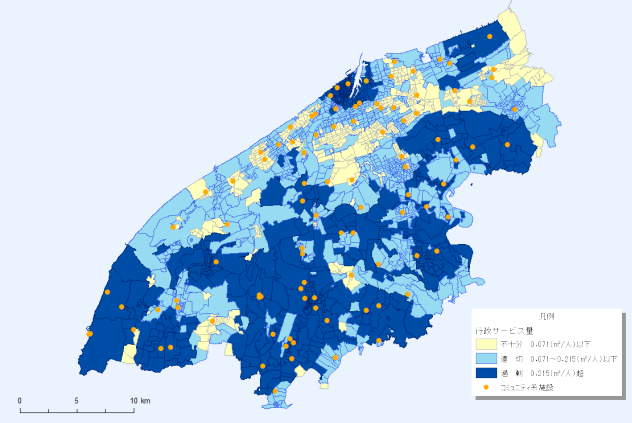 凡例
行政サービス量
不十分 0.071(㎡/人)以下
適 切 0.071～0.215(㎡/人)以下
過 剰 0.215(㎡/人)超
コミュニティ系施設
0 5 10 km